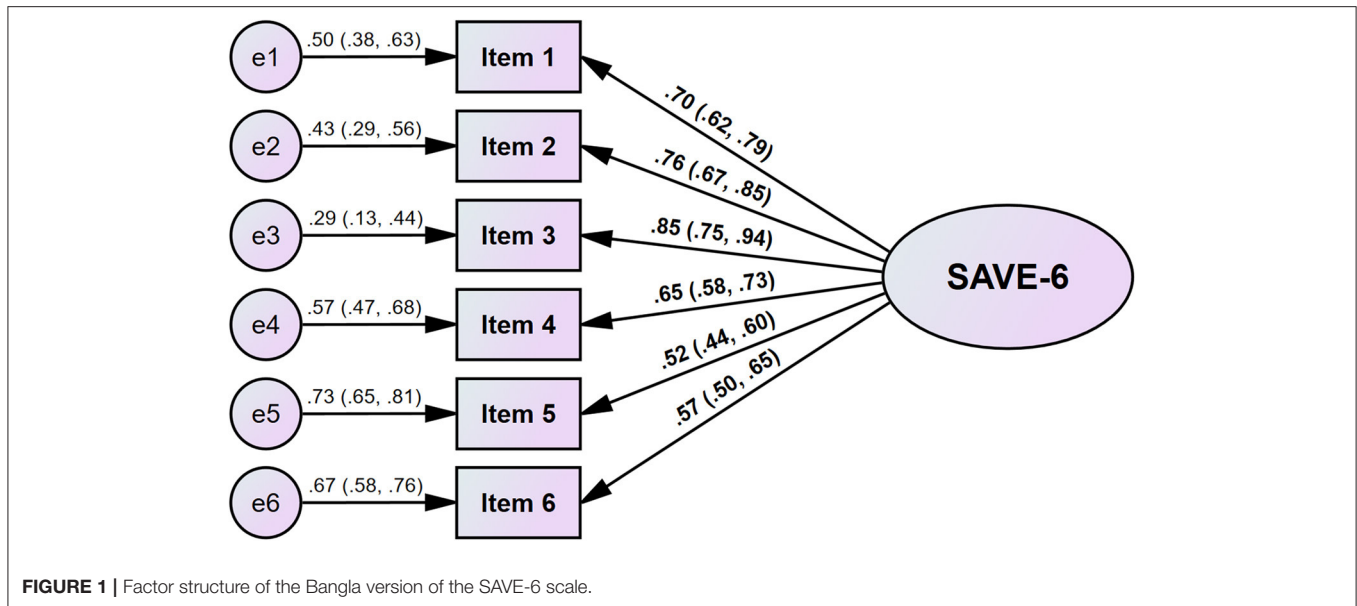 e1
.50 (.38, .63)
Item 1
.70 (.62, .79)
e2
.43 (.29, .56)
Item 2
.76 (.67, .85)
e3
.29 (.13, .44)
Item 3
.85 (.75, .94)
SAVE-6
e4
.57 (.47, .68)
Item 4
.65 (.58, .73)
e5
.73 (.65, .81)
Item 5
.52 (.44, .60)
e6
.67 (.58, .76)
Item 6
.57 (.50, .65)
FIGURE 1 | Factor structure of the Bangla version of the SAVE-6 scale.